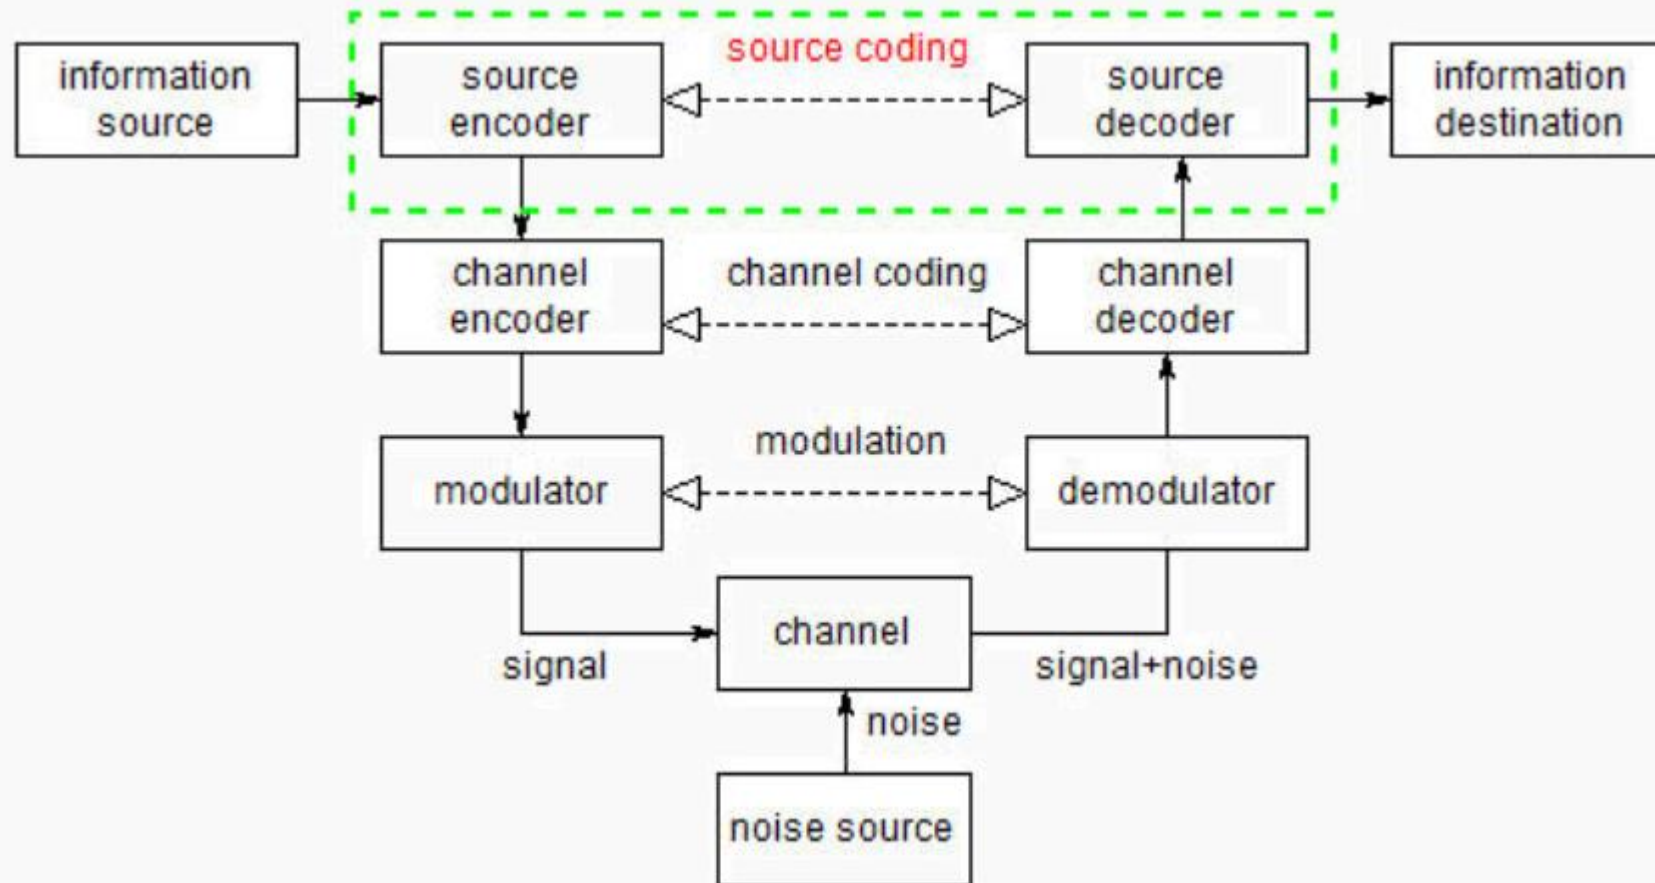 information
source
source
encoder
source coding
source
decoder
information
destination
channel
encoder
channel coding
channel
decoder
modulator
modulation
demodulator
channel
signal
signal+noise
noise
noise source